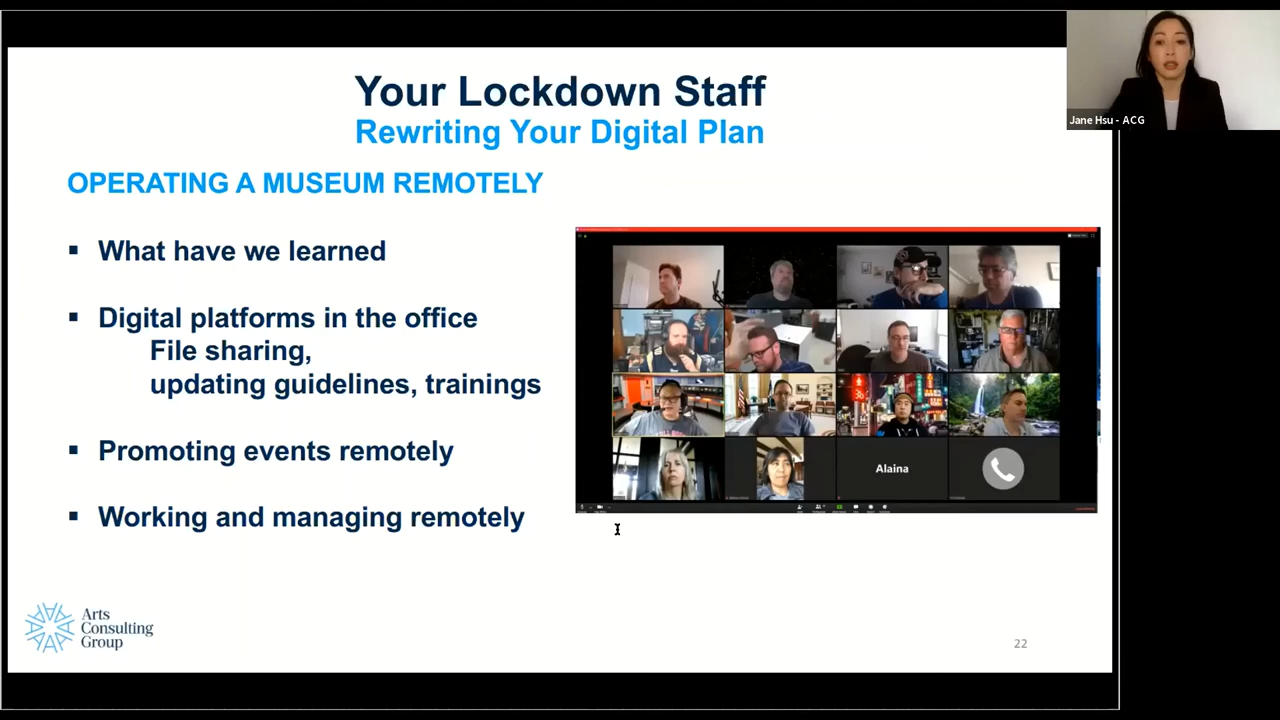 Your Lockdown Staff
Rewriting Your Digital Plan
Jane Hsu - ACG
OPERATING A MUSEUM REMOTELY
▪ What have we learned
▪ Digital platforms in the office
File sharing,
updating guidelines, trainings
▪ Promoting events remotely
▪ Working and managing remotely
Alaina
Arts
Consulting
Group
22